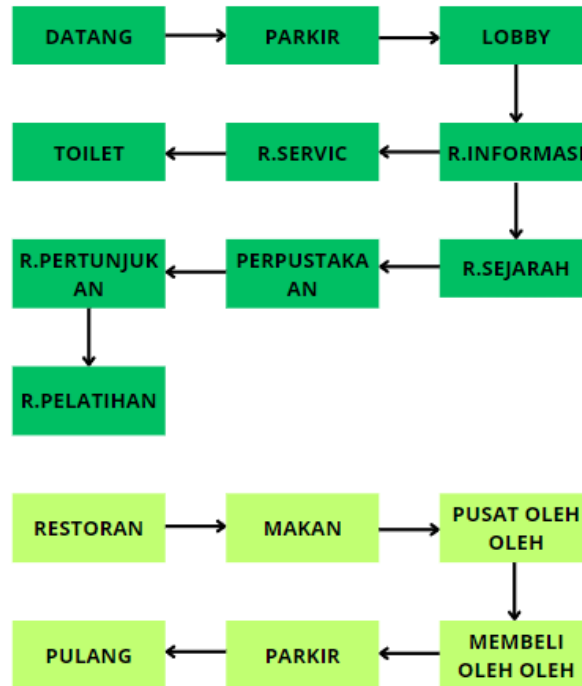 DATANG
PARKIR
LOBBY
TOILET
R.SERVIC
R.INFORMASI
R.PERTUNJUK
AN
PERPUSTAKA
AN
R.SEJARAH
R.PELATIHAN
RESTORAN
MAKAN
PUSAT OLEH
OLEH
PULANG
PARKIR
MEMBELI
OLEH OLEH